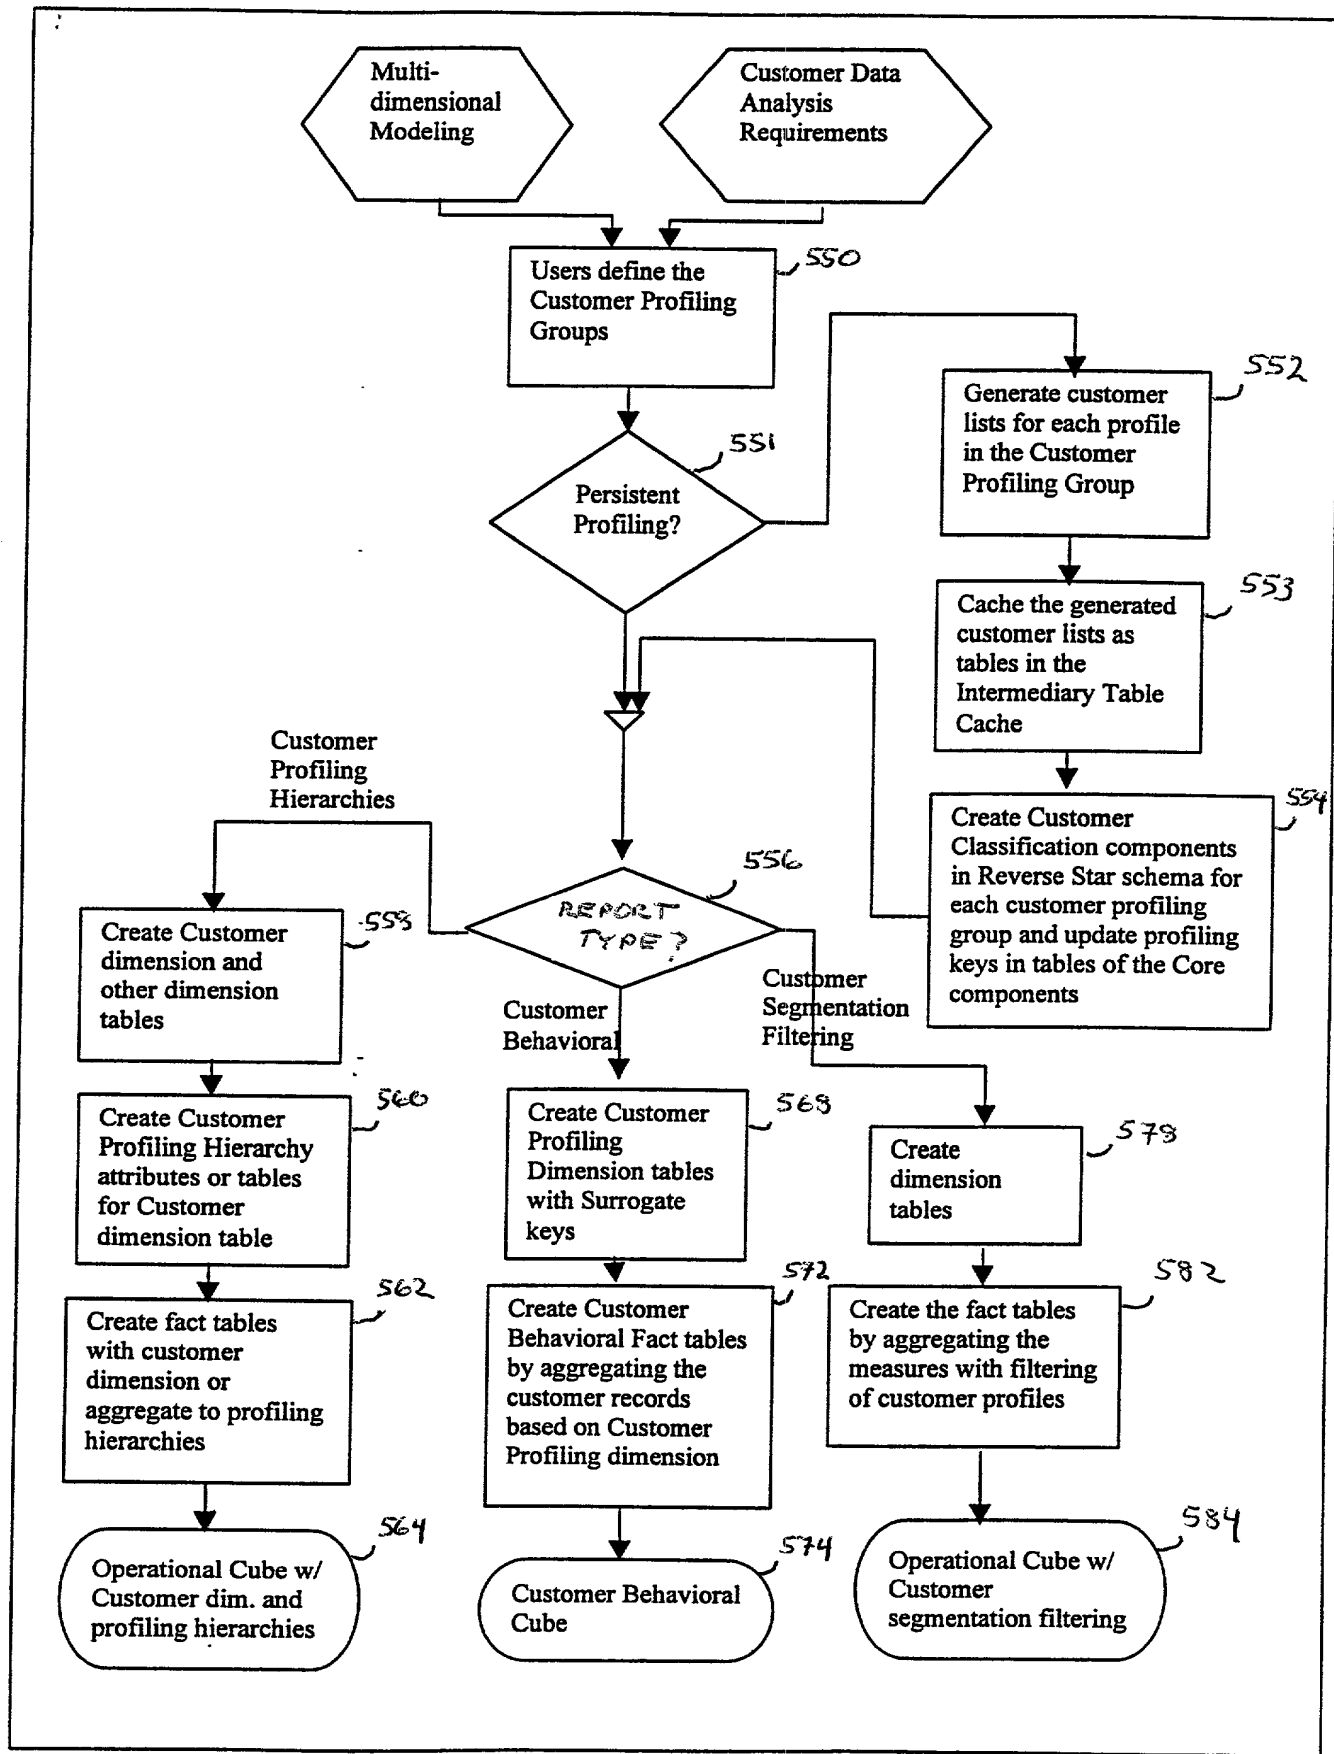 Multi-
dimensional
Modeling
Customer Data
Analysis
Requirements
Users define the
Customer Profiling
Groups
550
Persistent
Profiling?
551
Generate customer
lists for each profile
in the Customer
Profiling Group
552
Cache the generated
customer lists as
tables in the
Intermediary Table
Cache
553
Create Customer
Classification components
in Reverse Star schema for
each customer profiling
group and update profiling
keys in tables of the Core
components
554
Customer
Profiling
Hierarchies
REPORT
TYPE?
556
Customer
Behavioral
Customer
Segmentation
Filtering
Create Customer
dimension and
other dimension
tables
558
Create Customer
Profiling Hierarchy
attributes or tables
for Customer
dimension table
560
Create fact tables
with customer
dimension or
aggregate to profiling
hierarchies
562
Operational Cube w/
Customer dim. and
profiling hierarchies
564
Create Customer
Profiling
Dimension tables
with Surrogate
keys
568
Create Customer
Behavioral Fact tables
by aggregating the
customer records
based on Customer
Profiling dimension
572
Customer Behavioral
Cube
574
Create
dimension
tables
578
Create the fact tables
by aggregating the
measures with filtering
of customer profiles
582
Operational Cube w/
Customer
segmentation filtering
584